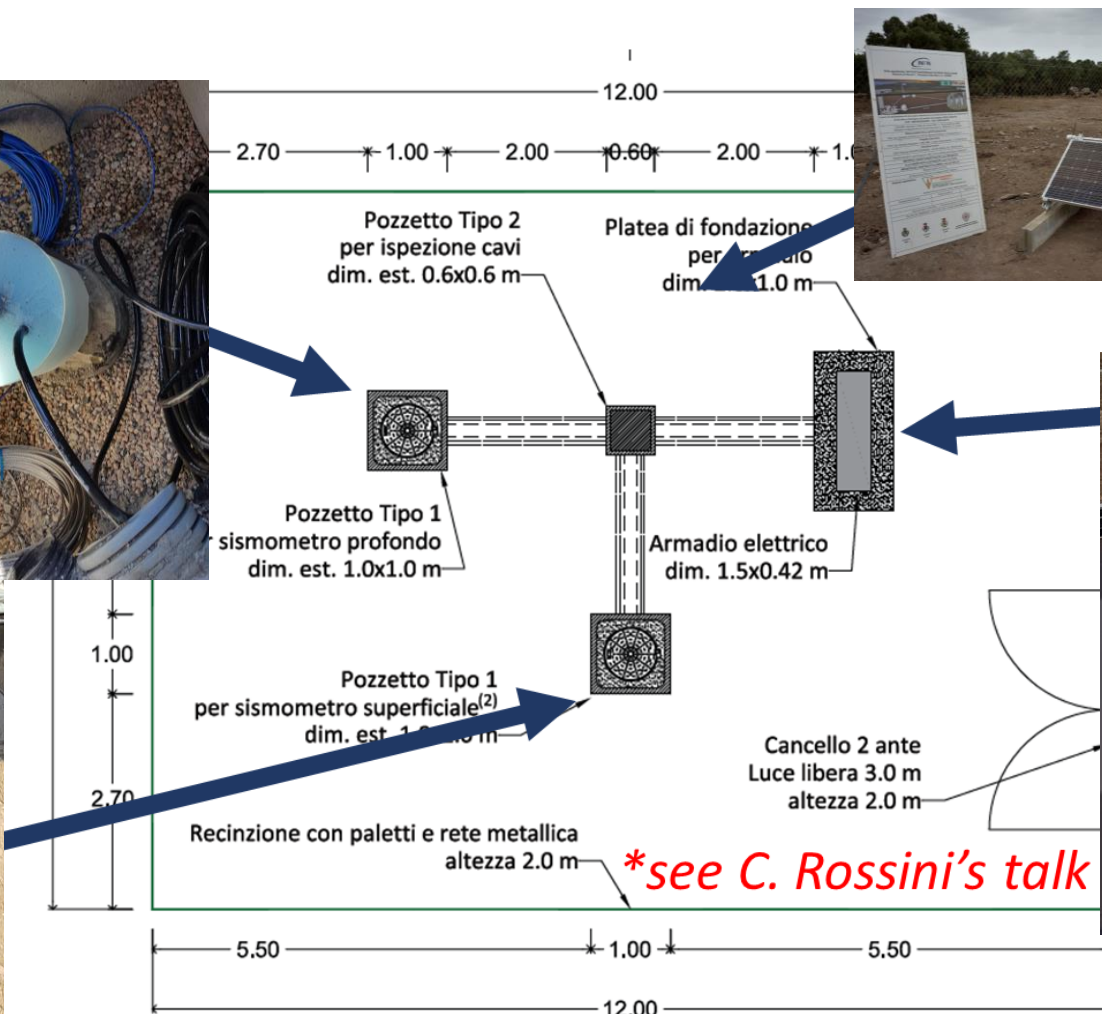 12.00
2.70
1.00
2.00
0.60
2.00
Pozzetto Tipo 2
per ispezione cavi
dim. est. 0.6x0.6 m
Platea di fondazione
per
dim.
1.0 m
Pozzetto Tipo 1
sismometro profondo
dim. est. 1.0x1.0 m
Armadio elettrico
dim. 1.5x0.42 m
1.00
Pozzetto Tipo 1
per sismometro superficiale(2)
dim. est.
m
Cancello 2 ante
Luce libera 3.0 m
altezza 2.0 m
2.70
Recinzione con paletti e rete metallica
altezza 2.0 m
*see C. Rossini's talk
5.50
1.00
5.50
12.00